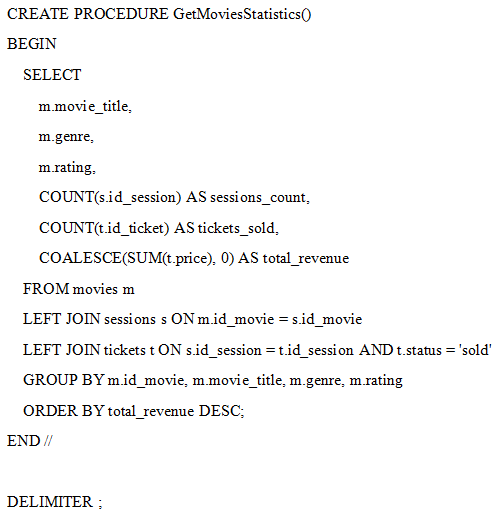 CREATE PROCEDURE GetMoviesStatistics()
BEGIN
SELECT
m.movie_title,
m.genre,
m.rating,
COUNT(s.id_session) AS sessions_count,
COUNT(t.id_ticket) AS tickets_sold,
COALESCE(SUM(t.price), 0) AS total_revenue
FROM movies m
LEFT JOIN sessions s ON m.id_movie = s.id_movie
LEFT JOIN tickets t ON s.id_session = t.id_session AND t.status = 'sold'
GROUP BY m.id_movie, m.movie_title, m.genre, m.rating
ORDER BY total_revenue DESC;
END //
DELIMITER ;